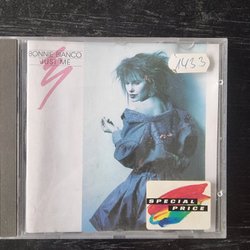 BONNIE BIANCO
JUST ME
1433
SPECIAL
PRICE